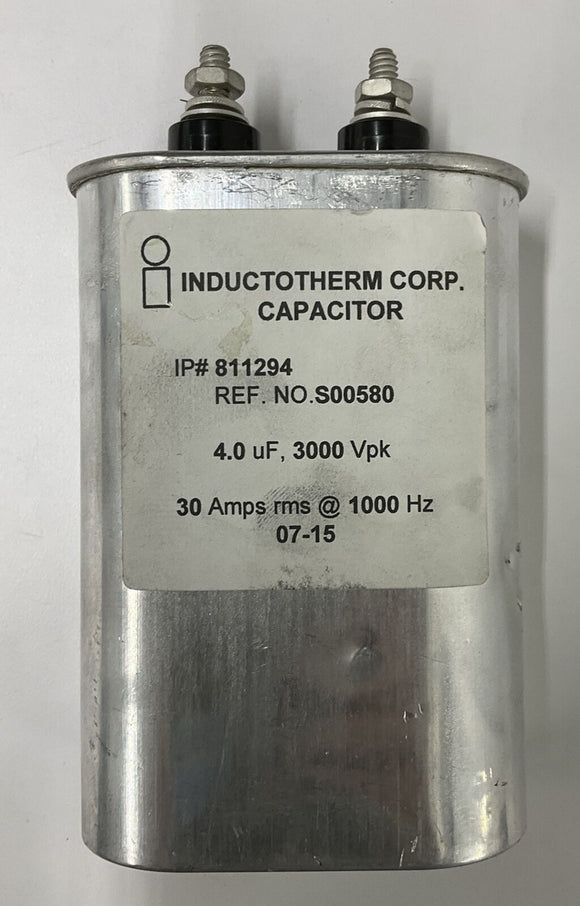 INDUCTOTHERM CORP.
CAPACITOR
IP# 811294
REF. NO.S00580
4.0 uF, 3000 Vpk
30 Amps rms @ 1000 Hz
07-15